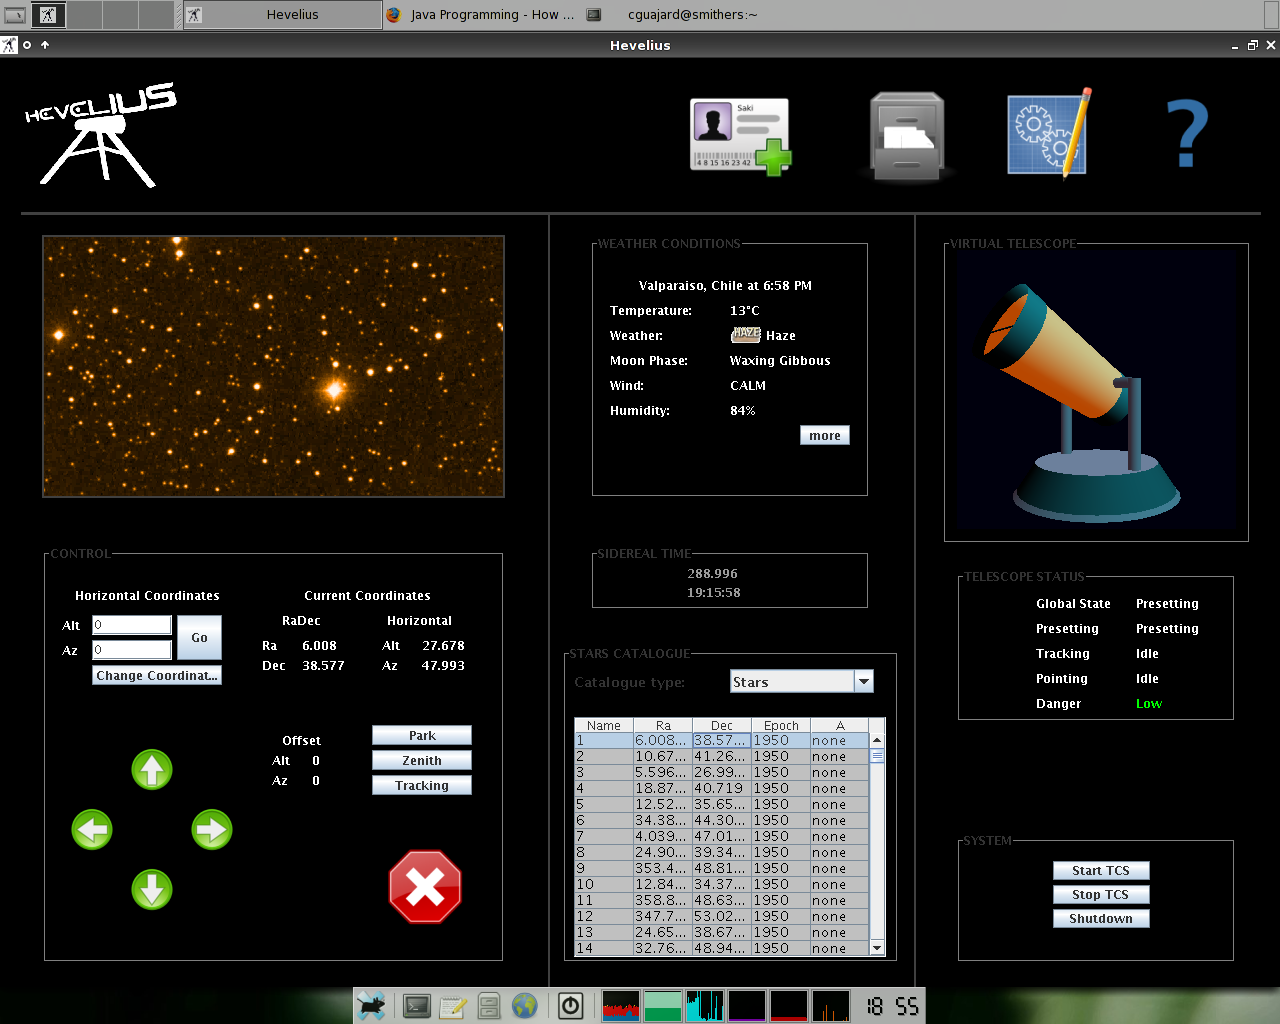 Hevelius
Java Programming - How ...
cguajard@smithers:~
Hevelius
HEVELIUS
Saki
4 8 15 16 23 42
?
WEATHER CONDITIONS
Valparaiso, Chile at 6:58 PM
Temperature: 13°C
Weather: HAZE Haze
Moon Phase: Waxing Gibbous
Wind: CALM
Humidity: 84%
more
VIRTUAL TELESCOPE
CONTROL
Horizontal Coordinates
Alt 0
Az 0
Go
Change Coordinat...
Current Coordinates
RaDec Horizontal
Ra 6.008 Alt 27.678
Dec 38.577 Az 47.993
Offset
Alt 0
Az 0
Park
Zenith
Tracking
SIDEREAL TIME
288.996
19:15:58
STARS CATALOGUE
Catalogue type: Stars
Name Ra Dec Epoch A
1 6.008... 38.57... 1950 none
2 10.67... 41.26... 1950 none
3 5.596... 26.99... 1950 none
4 18.87... 40.719 1950 none
5 12.52... 35.65... 1950 none
6 34.38... 44.30... 1950 none
7 4.039... 47.01... 1950 none
8 24.90... 39.34... 1950 none
9 353.4... 48.81... 1950 none
10 12.84... 34.37... 1950 none
11 358.8... 48.63... 1950 none
12 347.7... 53.02... 1950 none
13 24.65... 38.67... 1950 none
14 32.76... 48.94... 1950 none
TELESCOPE STATUS
Global State Presetting
Presetting Presetting
Tracking Idle
Pointing Idle
Danger Low
SYSTEM
Start TCS
Stop TCS
Shutdown
18 55